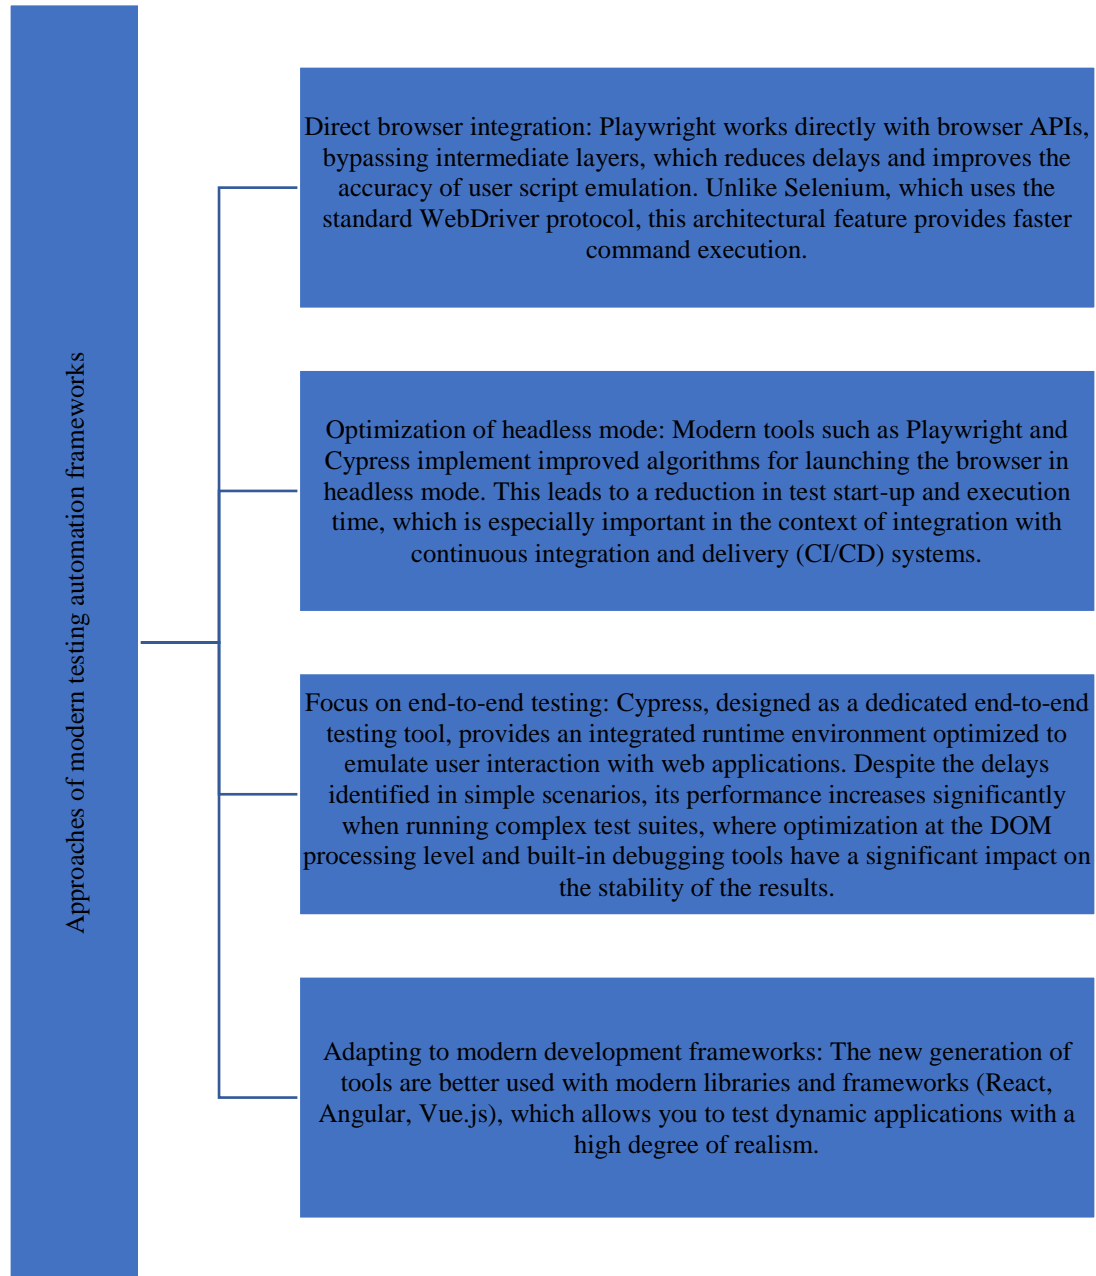 Approaches of modern testing automation frameworks
Direct browser integration: Playwright works directly with browser APIs,
bypassing intermediate layers, which reduces delays and improves the
accuracy of user script emulation. Unlike Selenium, which uses the
standard WebDriver protocol, this architectural feature provides faster
command execution.
Optimization of headless mode: Modern tools such as Playwright and
Cypress implement improved algorithms for launching the browser in
headless mode. This leads to a reduction in test start-up and execution
time, which is especially important in the context of integration with
continuous integration and delivery (CI/CD) systems.
Focus on end-to-end testing: Cypress, designed as a dedicated end-to-end
testing tool, provides an integrated runtime environment optimized to
emulate user interaction with web applications. Despite the delays
identified in simple scenarios, its performance increases significantly
when running complex test suites, where optimization at the DOM
processing level and built-in debugging tools have a significant impact on
the stability of the results.
Adapting to modern development frameworks: The new generation of
tools are better used with modern libraries and frameworks (React,
Angular, Vue.js), which allows you to test dynamic applications with a
high degree of realism.